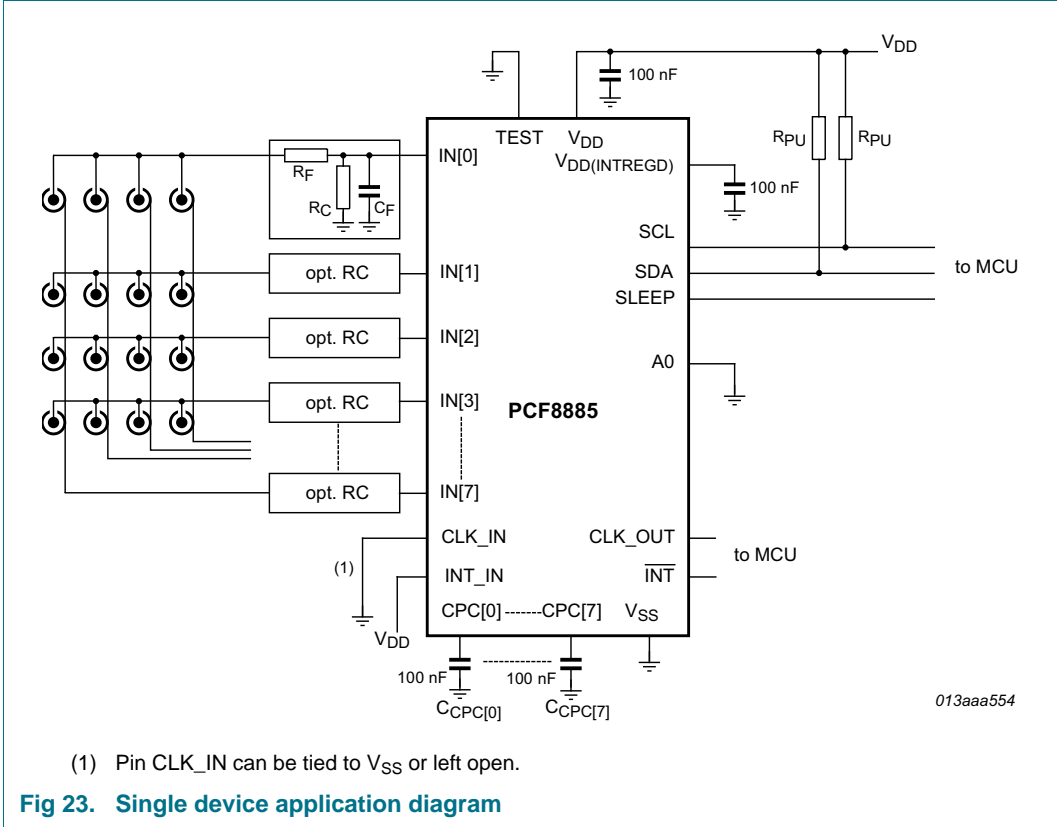 VDD
100 nF
TEST
VDD
RPU
RPU
IN[0]
VDD(INTREGD)
RF
100 nF
RC
CF
SCL
opt. RC
IN[1]
SDA
to MCU
SLEEP
opt. RC
IN[2]
A0
opt. RC
IN[3]
PCF8885
opt. RC
IN[7]
CLK_IN
CLK_OUT
to MCU
(1)
INT_IN
INT
CPC[0]
CPC[7]
VSS
VDD
100 nF
100 nF
CCPC[0]
CCPC[7]
013aaa554
(1) Pin CLK_IN can be tied to VSS or left open.
Fig 23. Single device application diagram